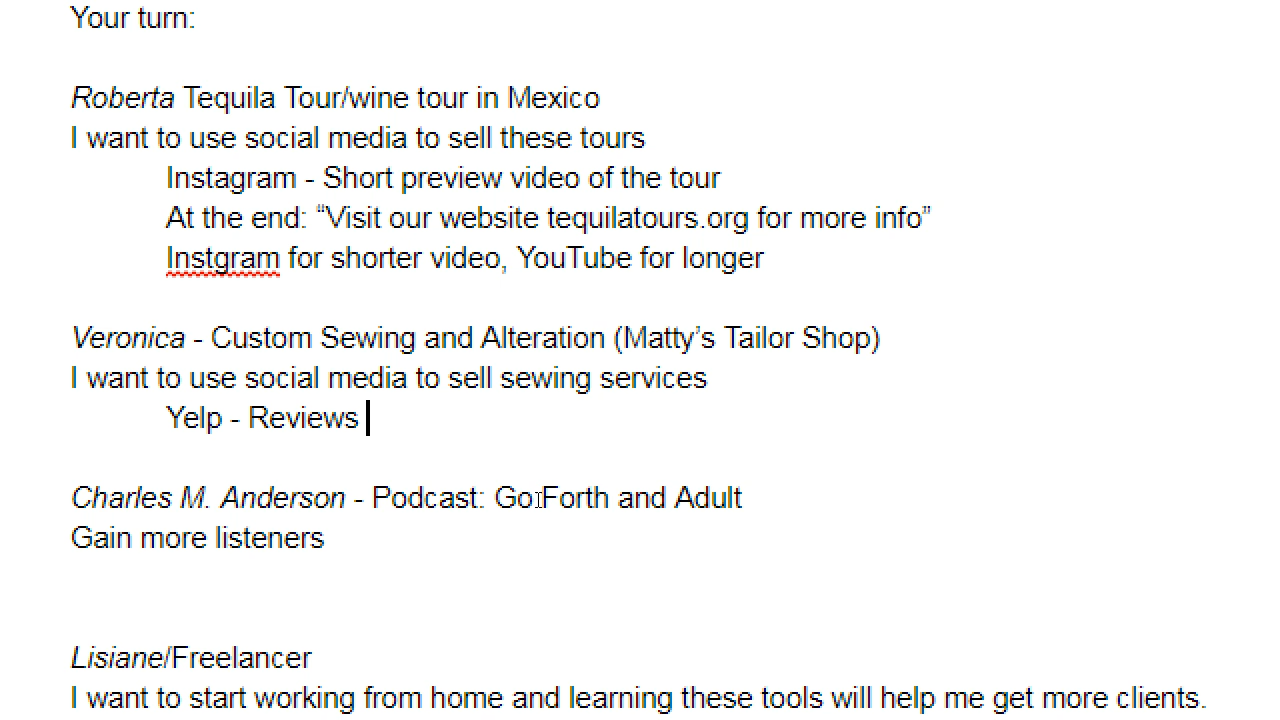 Your turn:
Roberta Tequila Tour/wine tour in Mexico
I want to use social media to sell these tours
Instagram - Short preview video of the tour
At the end: “Visit our website tequilatours.org for more info”
Instgram for shorter video, YouTube for longer
Veronica - Custom Sewing and Alteration (Matty’s Tailor Shop)
I want to use social media to sell sewing services
Yelp - Reviews
Charles M. Anderson - Podcast: Go Forth and Adult
Gain more listeners
Lisiane/Freelancer
I want to start working from home and learning these tools will help me get more clients.